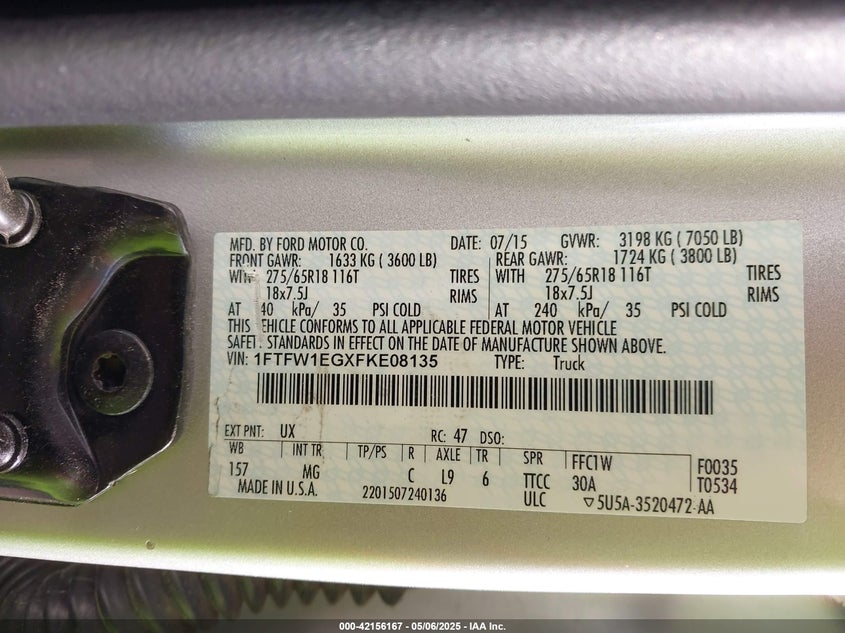 MFD. BY FORD MOTOR CO. DATE: 07/15 GVWR: 3198 KG ( 7050 LB)
FRONT GAWR: 1633 KG ( 3600 LB) REAR GAWR: 1724 KG ( 3800 LB)
WITH 275/65R18 116T TIRES WITH 275/65R18 116T TIRES
18x7.5J RIMS 18x7.5J RIMS
AT 40 kPa/ 35 PSI COLD AT 240 kPa/ 35 PSI COLD
THIS VEHICLE CONFORMS TO ALL APPLICABLE FEDERAL MOTOR VEHICLE
SAFET STANDARDS IN EFFECT ON THE DATE OF MANUFACTURE SHOWN ABOVE.
VIN: 1FTFW1EGXFKE08135 TYPE: Truck
EXT PNT: UX RC: 47 DSO:
WB INT TR TP/PS R AXLE TR SPR FFC1W F0035
157 MG C L9 6 TTCC 30A T0534
MADE IN U.S.A. 2201507240136 ULC ▽5U5A-3520472-AA
000-42156167 - 05/06/2025 - IAA Inc.